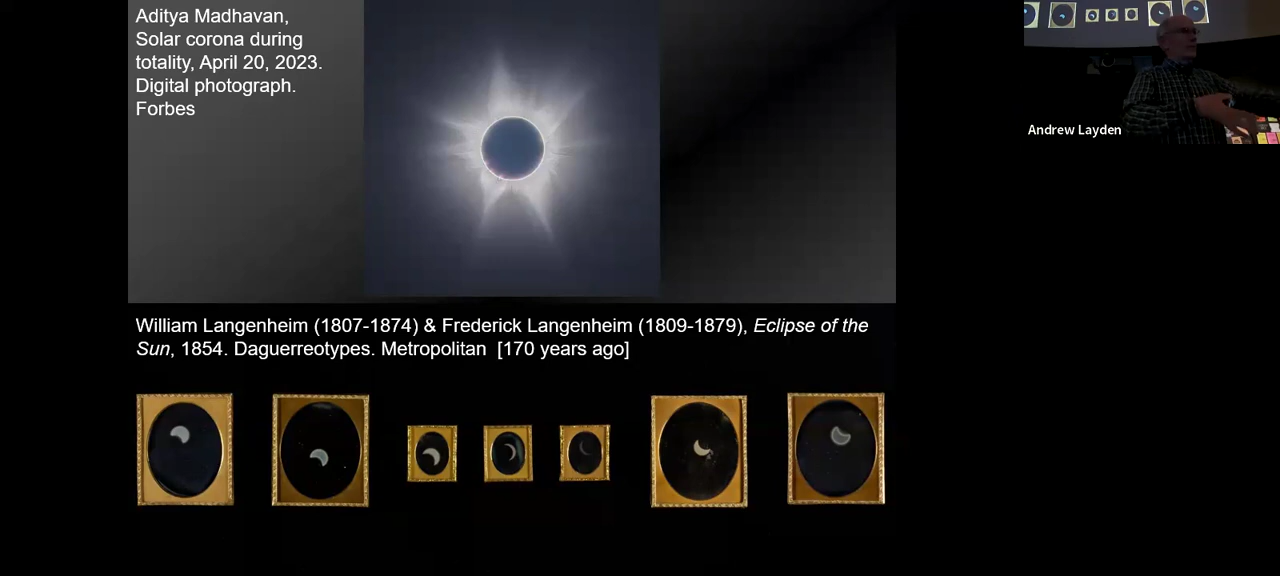 Aditya Madhavan,
Solar corona during
totality, April 20, 2023.
Digital photograph.
Forbes
Andrew Layden
William Langenheim (1807-1874) & Frederick Langenheim (1809-1879), Eclipse of the
Sun, 1854. Daguerreotypes. Metropolitan [170 years ago]